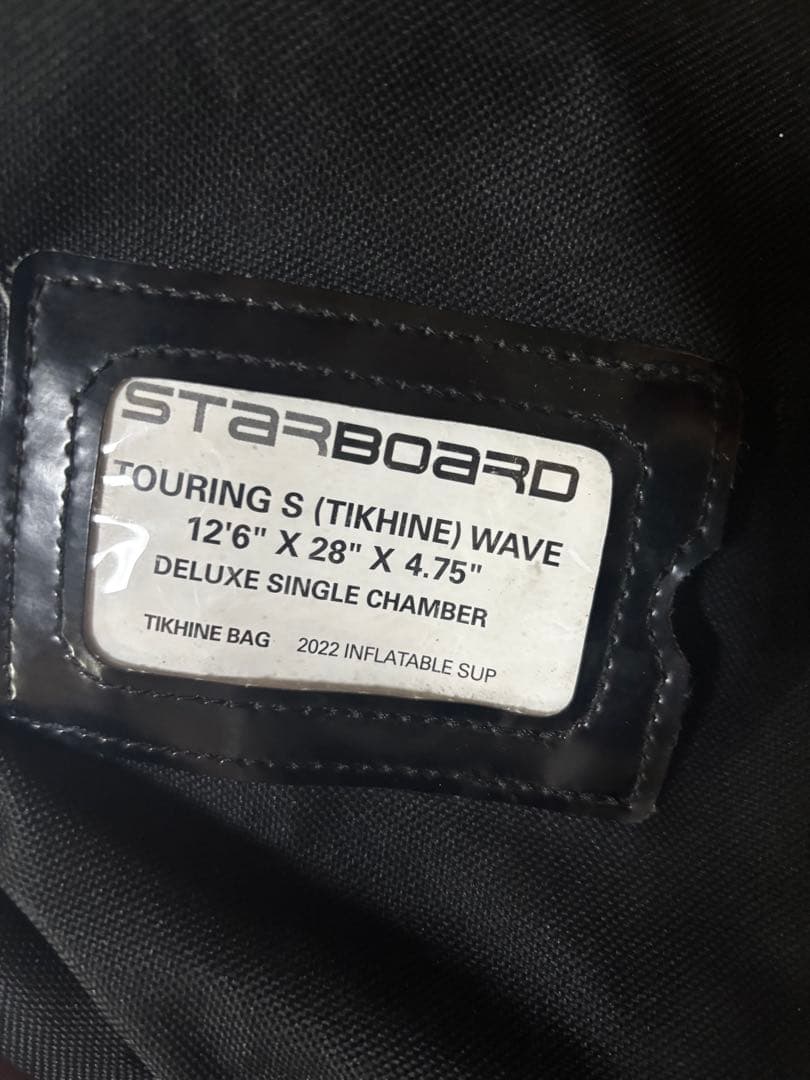 STARBOARD
TOURING S (TIKHINE) WAVE
12'6" X 28" X 4.75"
DELUXE SINGLE CHAMBER
TIKHINE BAG 2022 INFLATABLE SUP